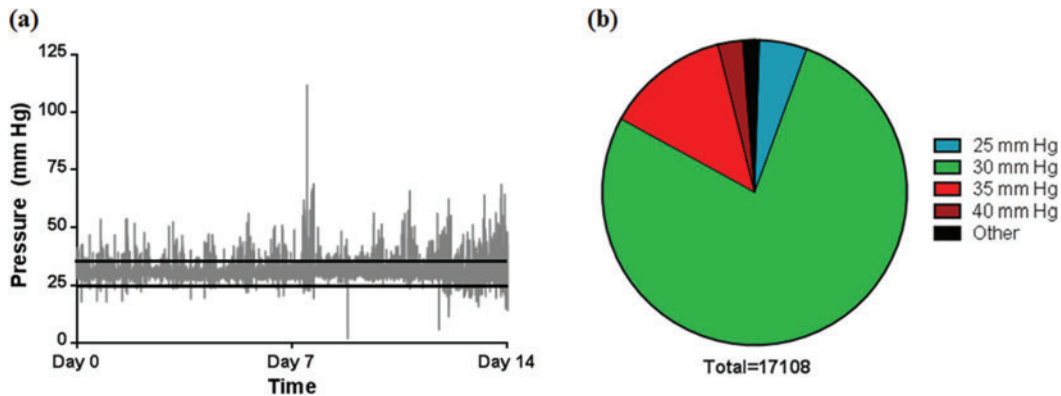 (a)
125
100
75
50
25
0
Pressure (mm Hg)
Day 0
Day 7
Day 14
Time
(b)
25 mm Hg
30 mm Hg
35 mm Hg
40 mm Hg
Other
Total=17108